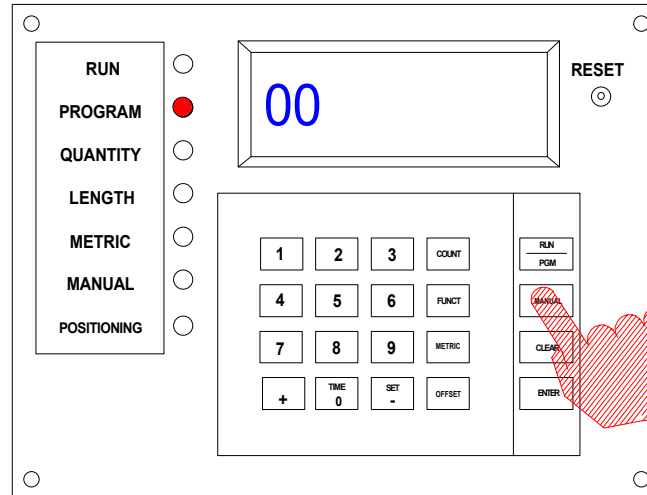 RUN
PROGRAM
QUANTITY
LENGTH
METRIC
MANUAL
POSITIONING
00
RESET
1 2 3 COUNT
4 5 6 FUNCT
7 8 9 METRIC
+ TIME 0 SET - OFFSET
RUN
PGM
MANUAL
CLEAR
ENTER